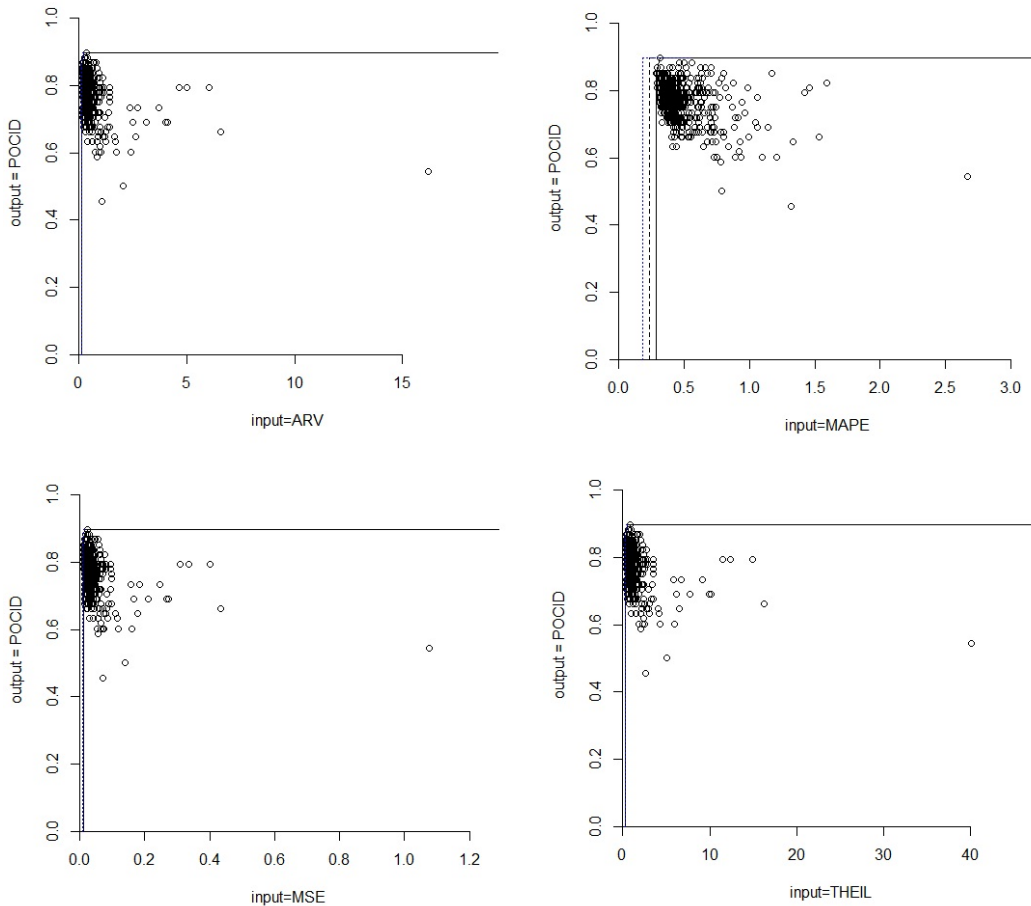 output = POCID
0.0 0.2 0.4 0.6 0.8 1.0
0 5 10 15
input=ARV
output = POCID
0.0 0.2 0.4 0.6 0.8 1.0
0.0 0.5 1.0 1.5 2.0 2.5 3.0
input=MAPE
output = POCID
0.0 0.2 0.4 0.6 0.8 1.0
0.0 0.2 0.4 0.6 0.8 1.0 1.2
input=MSE
output = POCID
0.0 0.2 0.4 0.6 0.8 1.0
0 10 20 30 40
input=THEIL